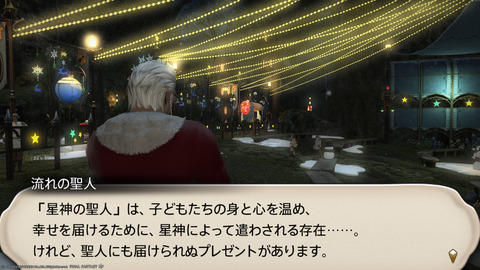 流れの聖人
「星神の聖人」は、子どもたちの身と心を温め、
幸せを届けるために、星神によって遣わされる存在……。
けれど、聖人にも届けられぬプレゼントがあります。
FINAL FANTASY XIV